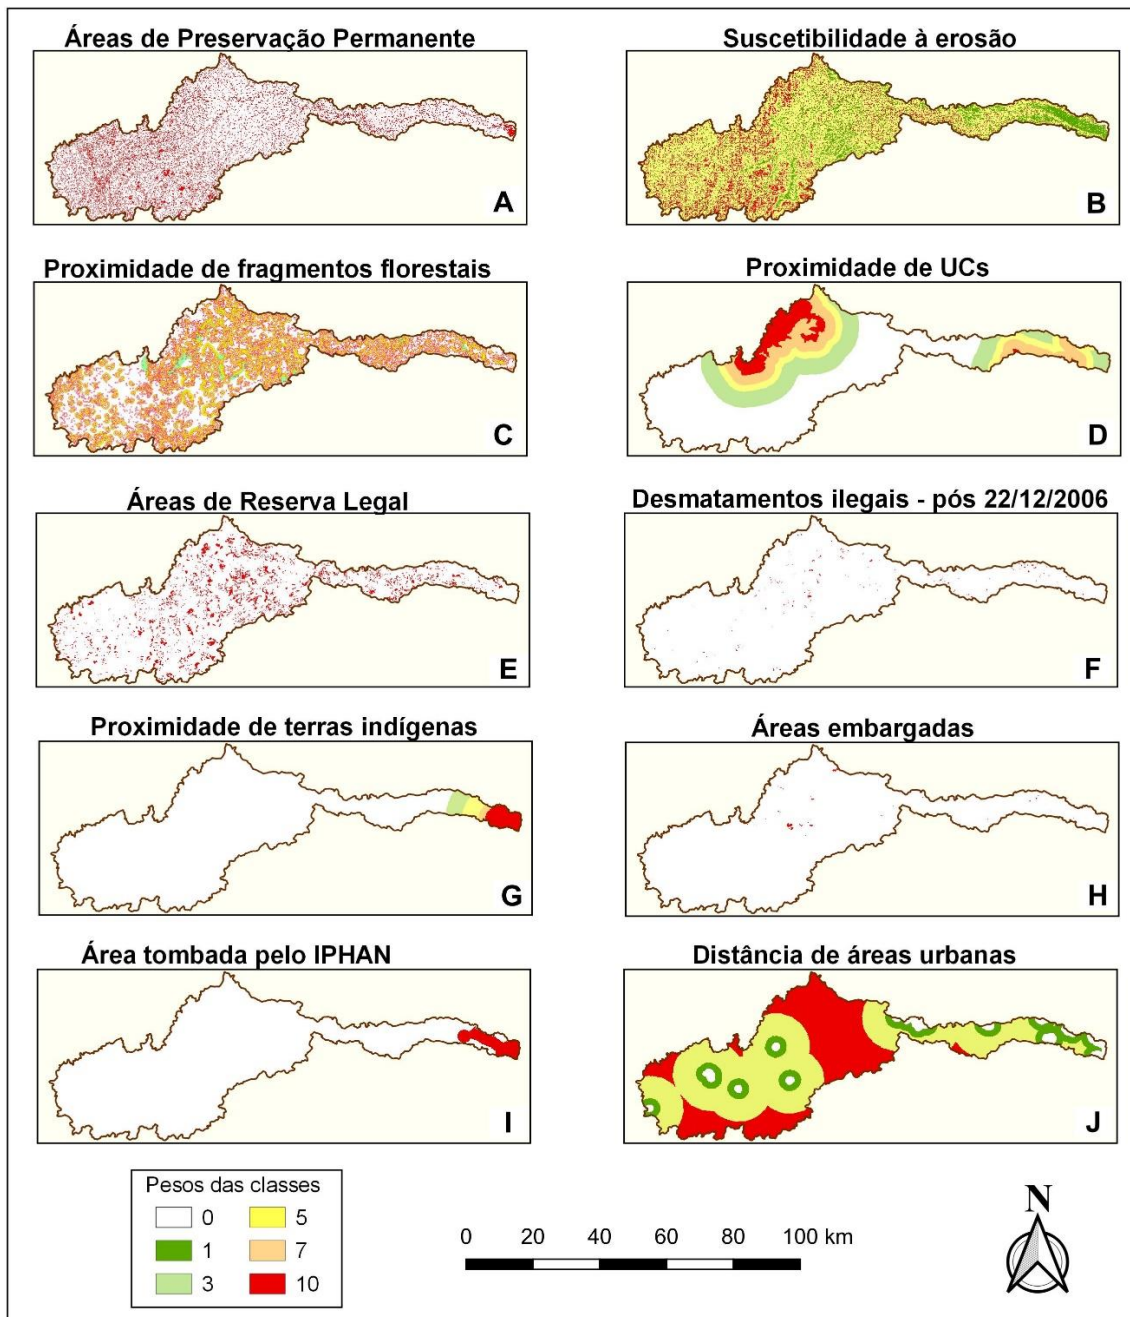 Áreas de Preservação Permanente
Suscetibilidade à erosão
A
B
Proximidade de fragmentos florestais
Proximidade de UCs
C
D
Áreas de Reserva Legal
Desmatamentos ilegais - pós 22/12/2006
E
F
Proximidade de terras indígenas
Áreas embargadas
G
H
Área tombada pelo IPHAN
Distância de áreas urbanas
I
J
Pesos das classes
0 5
1 7
3 10
0 20 40 60 80 100 km
N